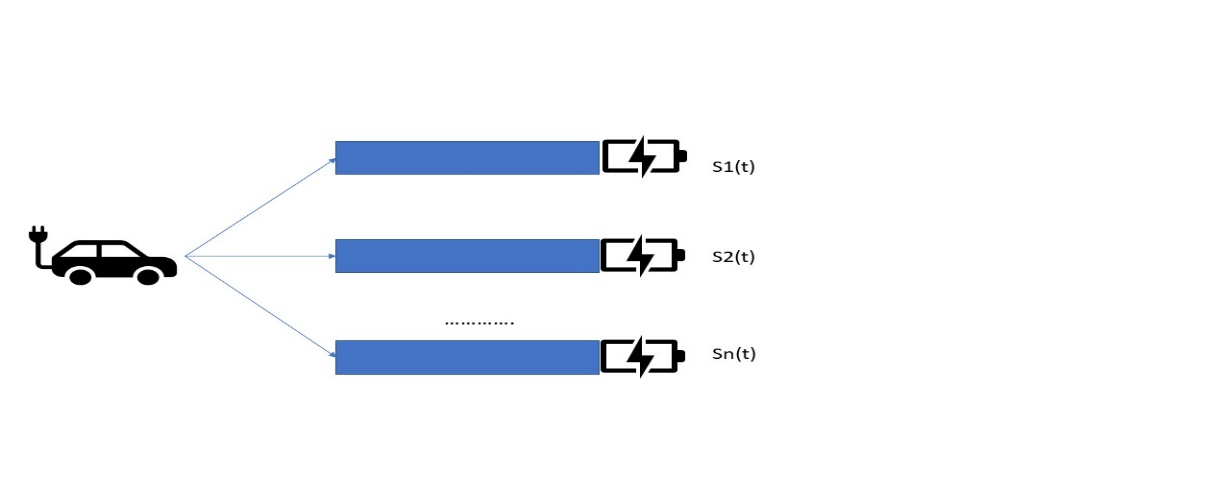 S1(t)
S2(t)
………….
Sn(t)